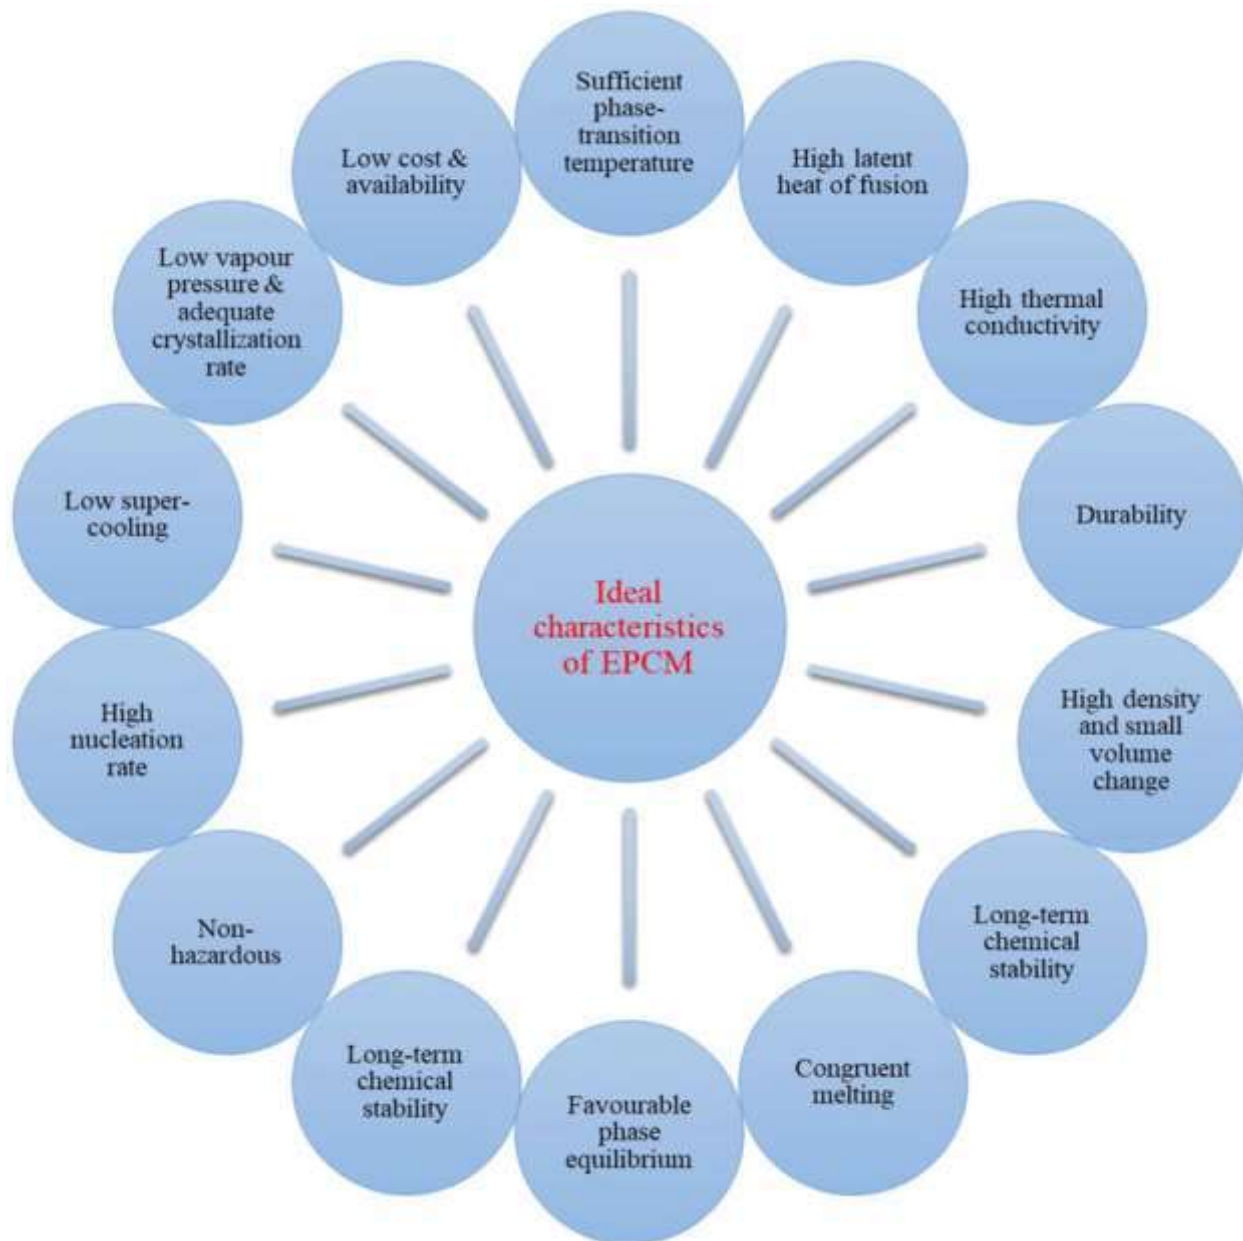 Sufficient
phase-
transition
temperature
High latent
heat of fusion
High thermal
conductivity
Durability
High density
and small
volume
change
Long-term
chemical
stability
Congruent
melting
Favourable
phase
equilibrium
Long-term
chemical
stability
Non-
hazardous
High
nucleation
rate
Low super-
cooling
Low vapour
pressure &
adequate
crystallization
rate
Low cost &
availability
Ideal
characteristics
of EPCM